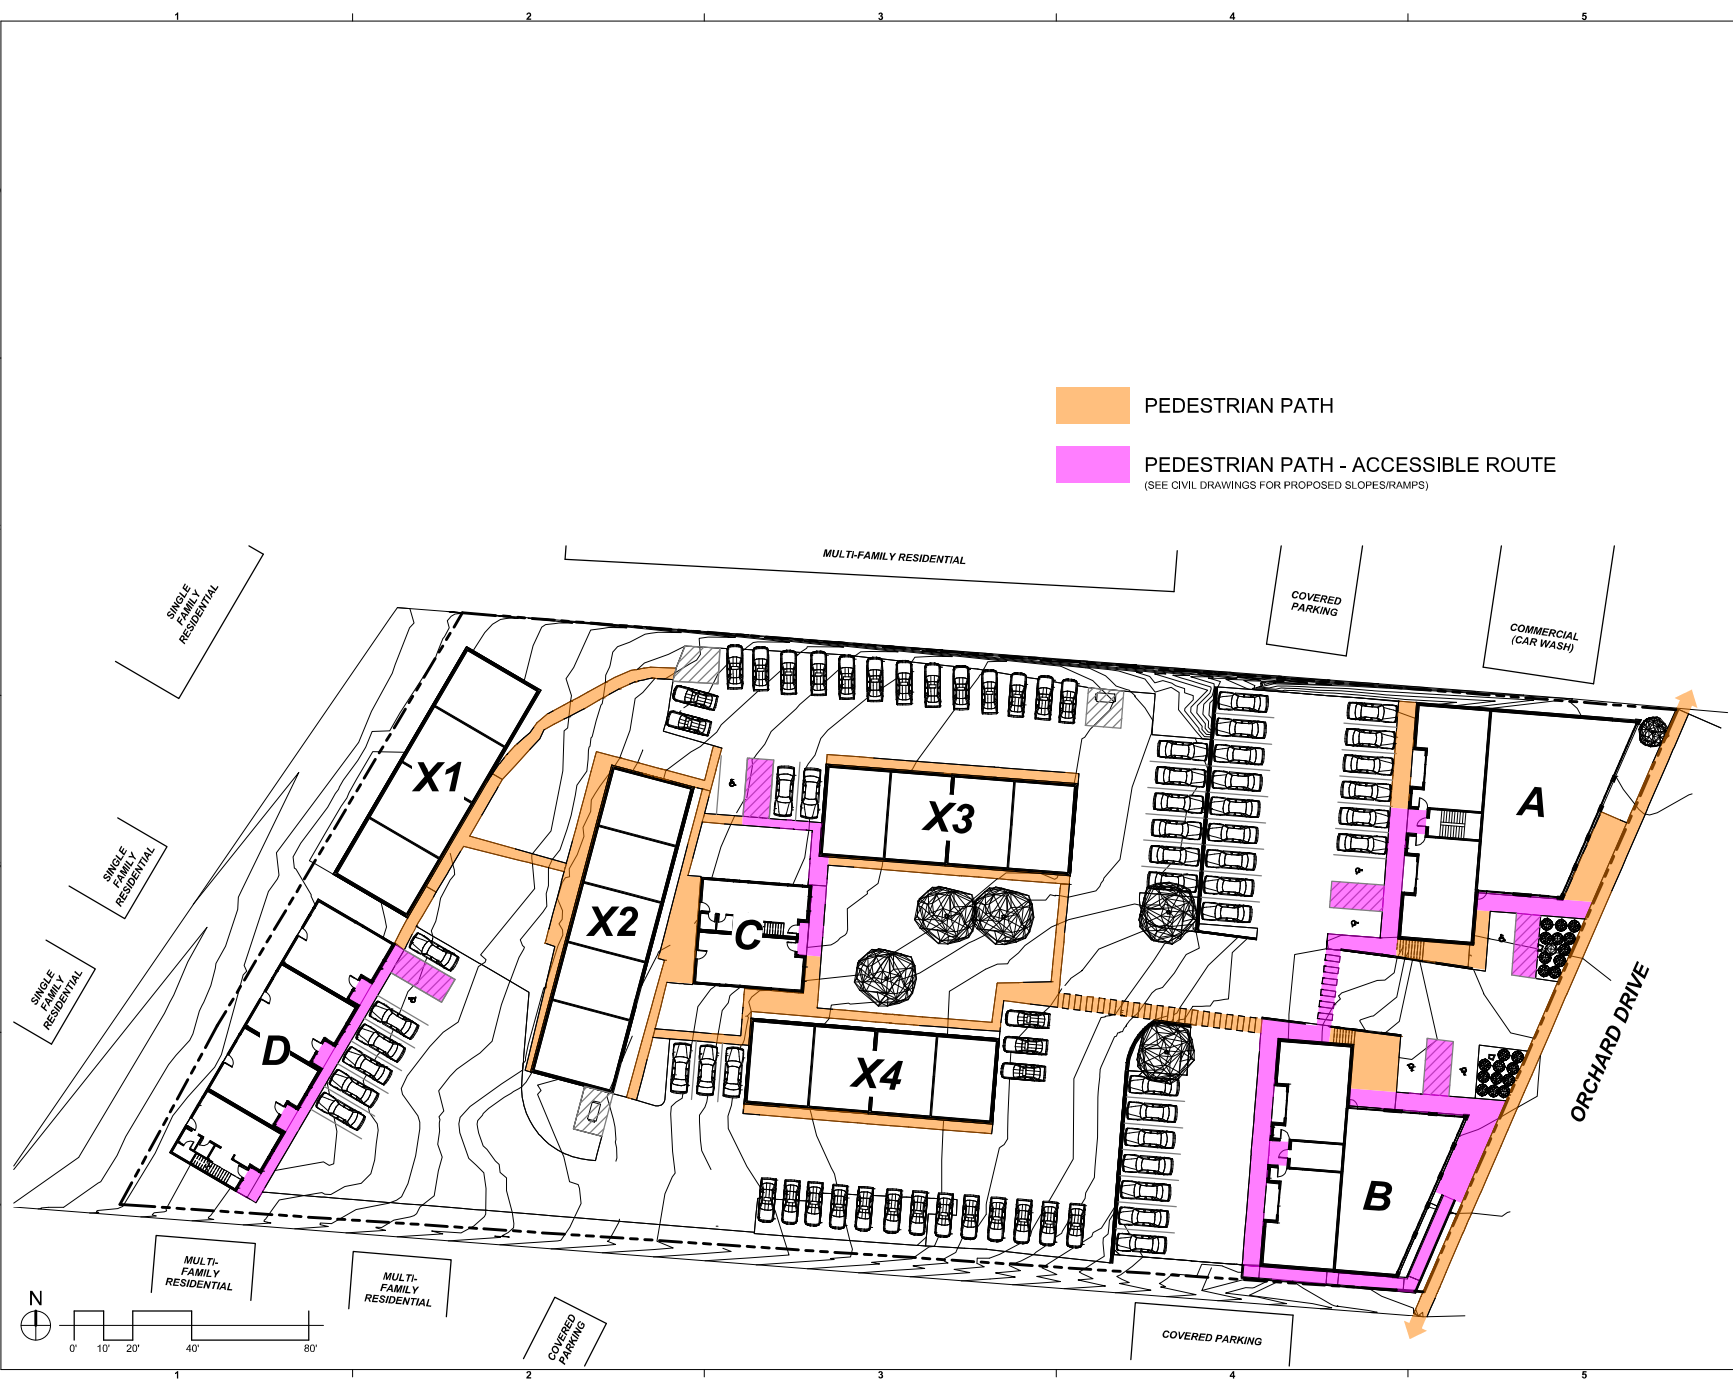 1 2 3 4 5
PEDESTRIAN PATH
PEDESTRIAN PATH - ACCESSIBLE ROUTE
(SEE CIVIL DRAWINGS FOR PROPOSED SLOPES/RAMPS)
MULTI-FAMILY RESIDENTIAL
SINGLE
FAMILY
RESIDENTIAL
COVERED
PARKING
COMMERCIAL
(CAR WASH)
X1
X3
A
SINGLE
FAMILY
RESIDENTIAL
X2
C
SINGLE
FAMILY
RESIDENTIAL
D
X4
ORCHARD DRIVE
B
MULTI-
FAMILY
RESIDENTIAL
MULTI-
FAMILY
RESIDENTIAL
COVERED
PARKING
COVERED PARKING
N
0' 10' 20' 40' 80'
1 2 3 4 5